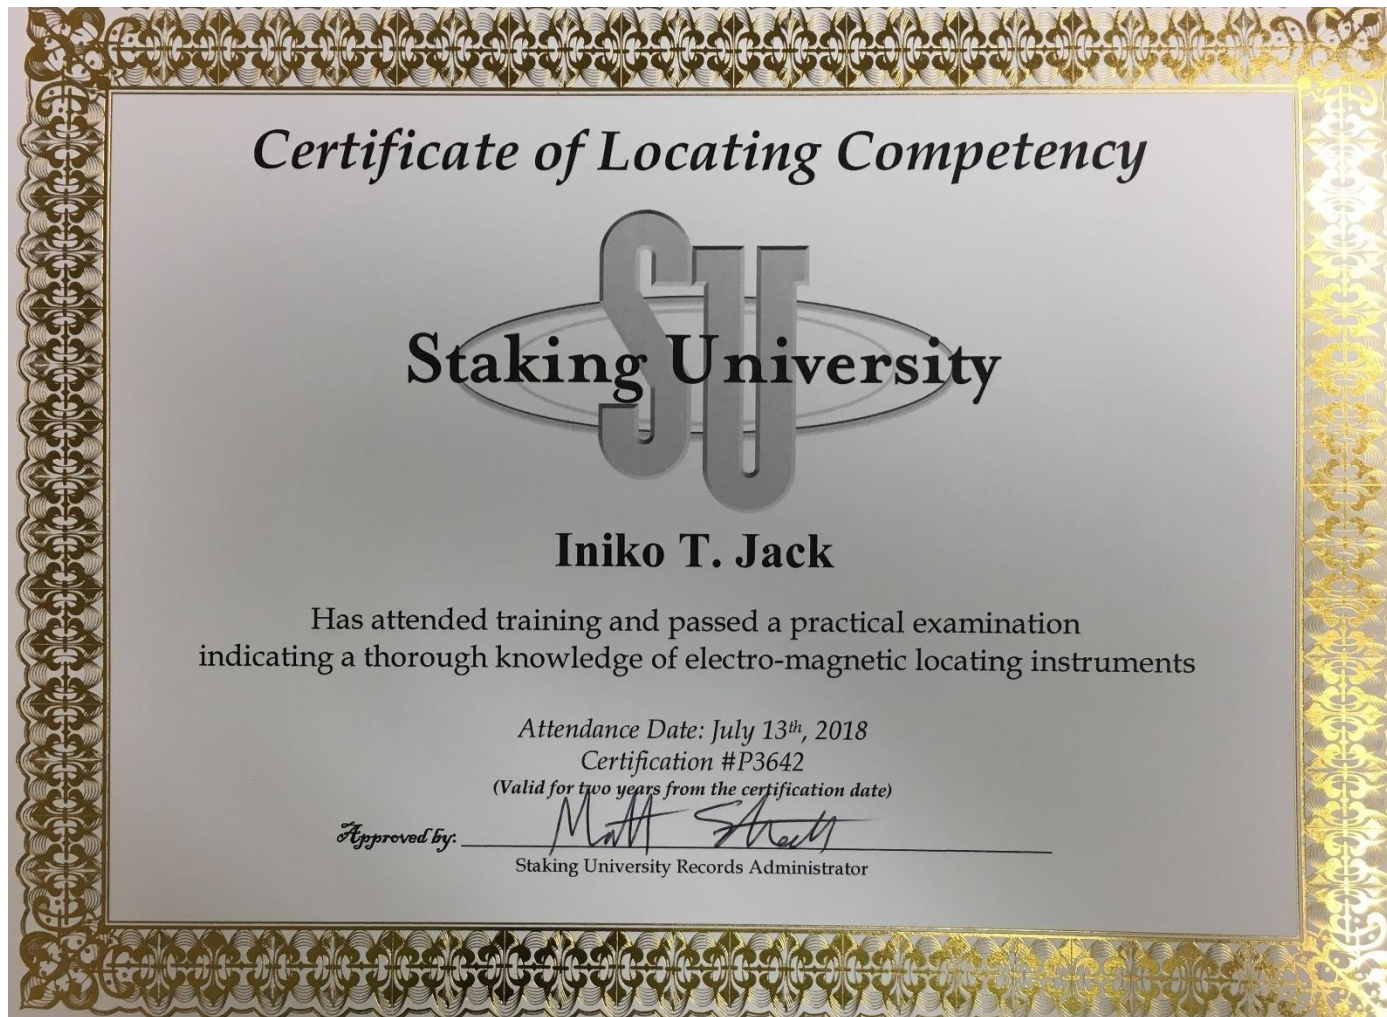 Certificate of Locating Competency
SU
Staking University
Iniko T. Jack
Has attended training and passed a practical examination
indicating a thorough knowledge of electro-magnetic locating instruments
Attendance Date: July 13th, 2018
Certification #P3642
(Valid for two years from the certification date)
Approved by: Matt
Staking University Records Administrator